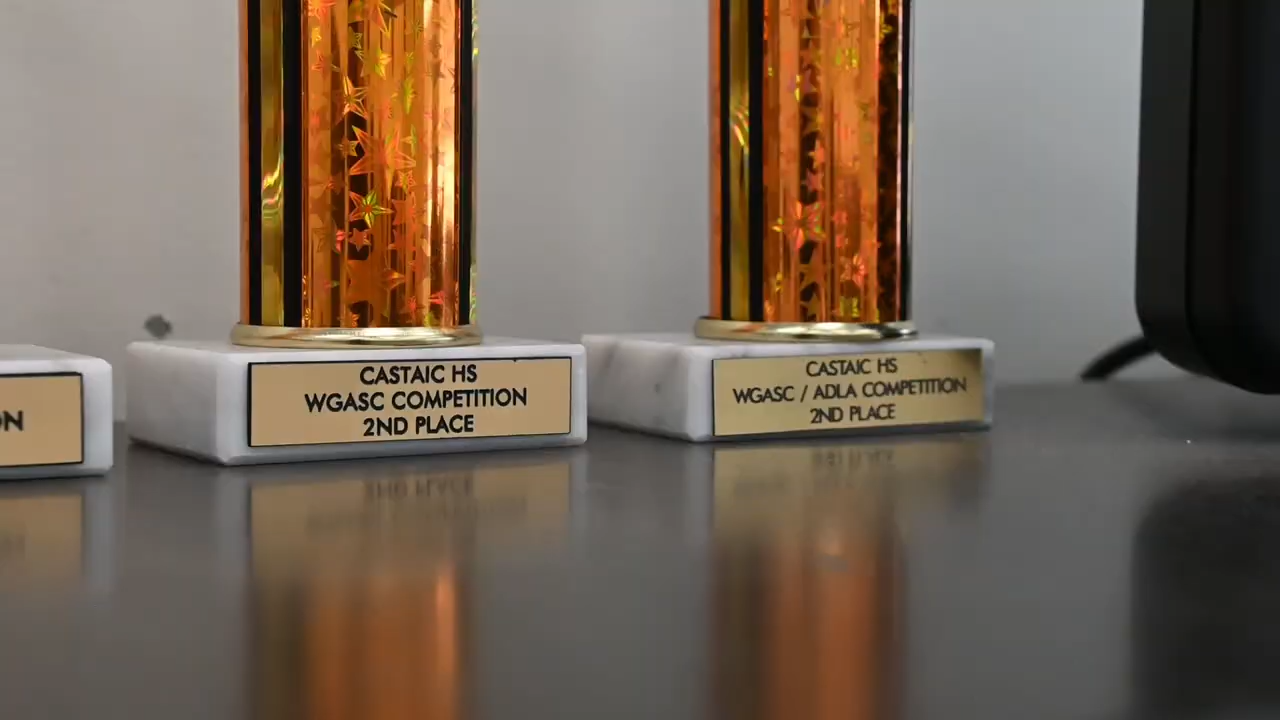 CASTAIC HS
WGASC COMPETITION
2ND PLACE
CASTAIC HS
WGASC / ADLA COMPETITION
2ND PLACE